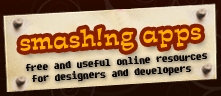 smash!ng apps
free and useful online resources
for designers and developers